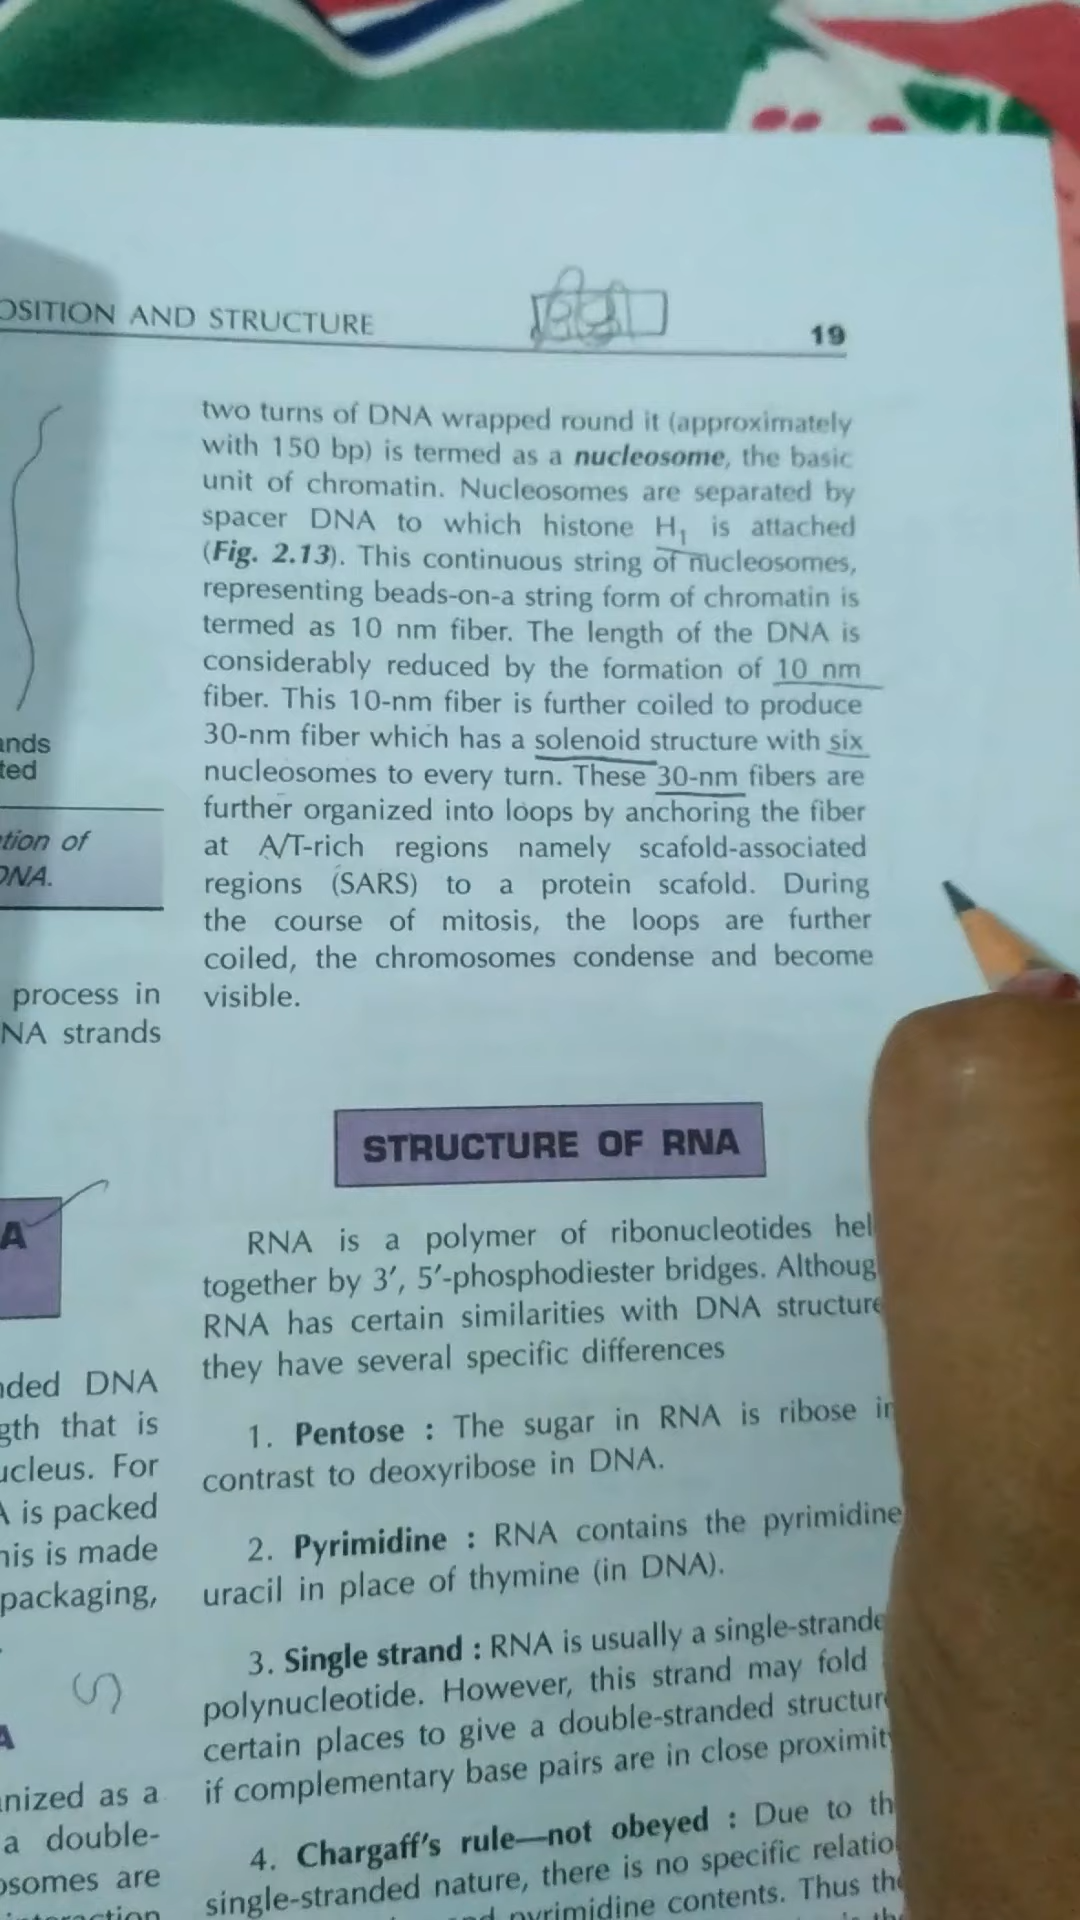 OSITION AND STRUCTURE
19
ands
ted
tion of
DNA.
process in
NA strands
A
nded DNA
gth that is
ucleus. For
A is packed
his is made
packaging,
A
nized as a
a double-
osomes are
two turns of DNA wrapped round it (approximately
with 150 bp) is termed as a nucleosome, the basic
unit of chromatin. Nucleosomes are separated by
spacer DNA to which histone H1 is attached
(Fig. 2.13). This continuous string of nucleosomes,
representing beads-on-a string form of chromatin is
termed as 10 nm fiber. The length of the DNA is
considerably reduced by the formation of 10 nm
fiber. This 10-nm fiber is further coiled to produce
30-nm fiber which has a solenoid structure with six
nucleosomes to every turn. These 30-nm fibers are
further organized into loops by anchoring the fiber
at A/T-rich regions namely scafold-associated
regions (SARS) to a protein scafold. During
the course of mitosis, the loops are further
coiled, the chromosomes condense and become
visible.
STRUCTURE OF RNA
RNA is a polymer of ribonucleotides hel
together by 3′, 5′-phosphodiester bridges. Althoug
RNA has certain similarities with DNA structure
they have several specific differences
1. Pentose : The sugar in RNA is ribose in
contrast to deoxyribose in DNA.
2. Pyrimidine : RNA contains the pyrimidine
uracil in place of thymine (in DNA).
3. Single strand : RNA is usually a single-strande
polynucleotide. However, this strand may fold
certain places to give a double-stranded structure
if complementary base pairs are in close proximit
4. Chargaff's rule—not obeyed : Due to th
single-stranded nature, there is no specific relatio
pyrimidine contents. Thus the